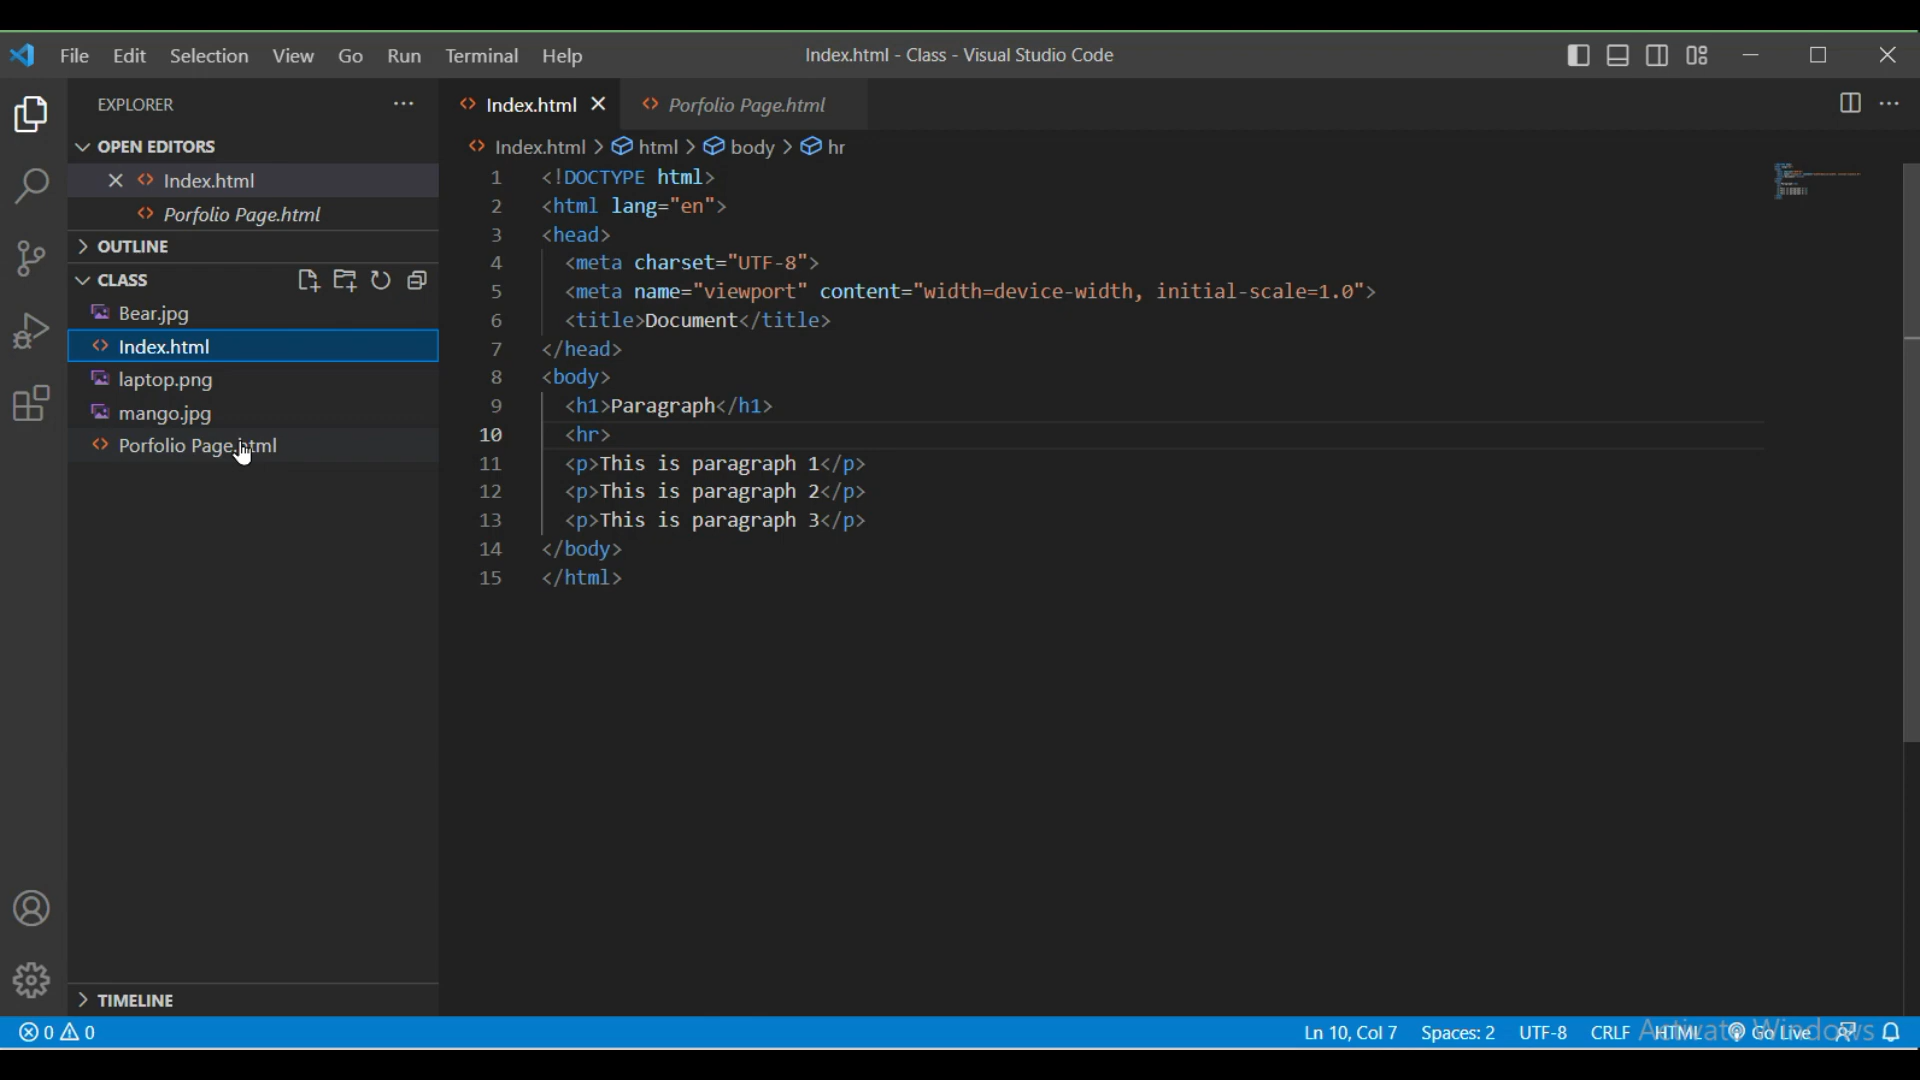 File Edit Selection View Go Run Terminal Help
Index.html - Class - Visual Studio Code
EXPLORER
OPEN EDITORS
Index.html
Porfolio Page.html
OUTLINE
CLASS
Bear.jpg
Index.html
laptop.png
mango.jpg
Porfolio Page.html
TIMELINE
Index.html
Porfolio Page.html
Index.html > html > body > hr
1 <!DOCTYPE html>
2 <html lang="en">
3 <head>
4 <meta charset="UTF-8">
5 <meta name="viewport" content="width=device-width, initial-scale=1.0">
6 <title>Document</title>
7 </head>
8 <body>
9 <h1>Paragraph</h1>
10 <hr>
11 <p>This is paragraph 1</p>
12 <p>This is paragraph 2</p>
13 <p>This is paragraph 3</p>
14 </body>
15 </html>
0 0
Ln 10, Col 7 Spaces: 2 UTF-8 CRLF HTML Go Live
Activate Windows